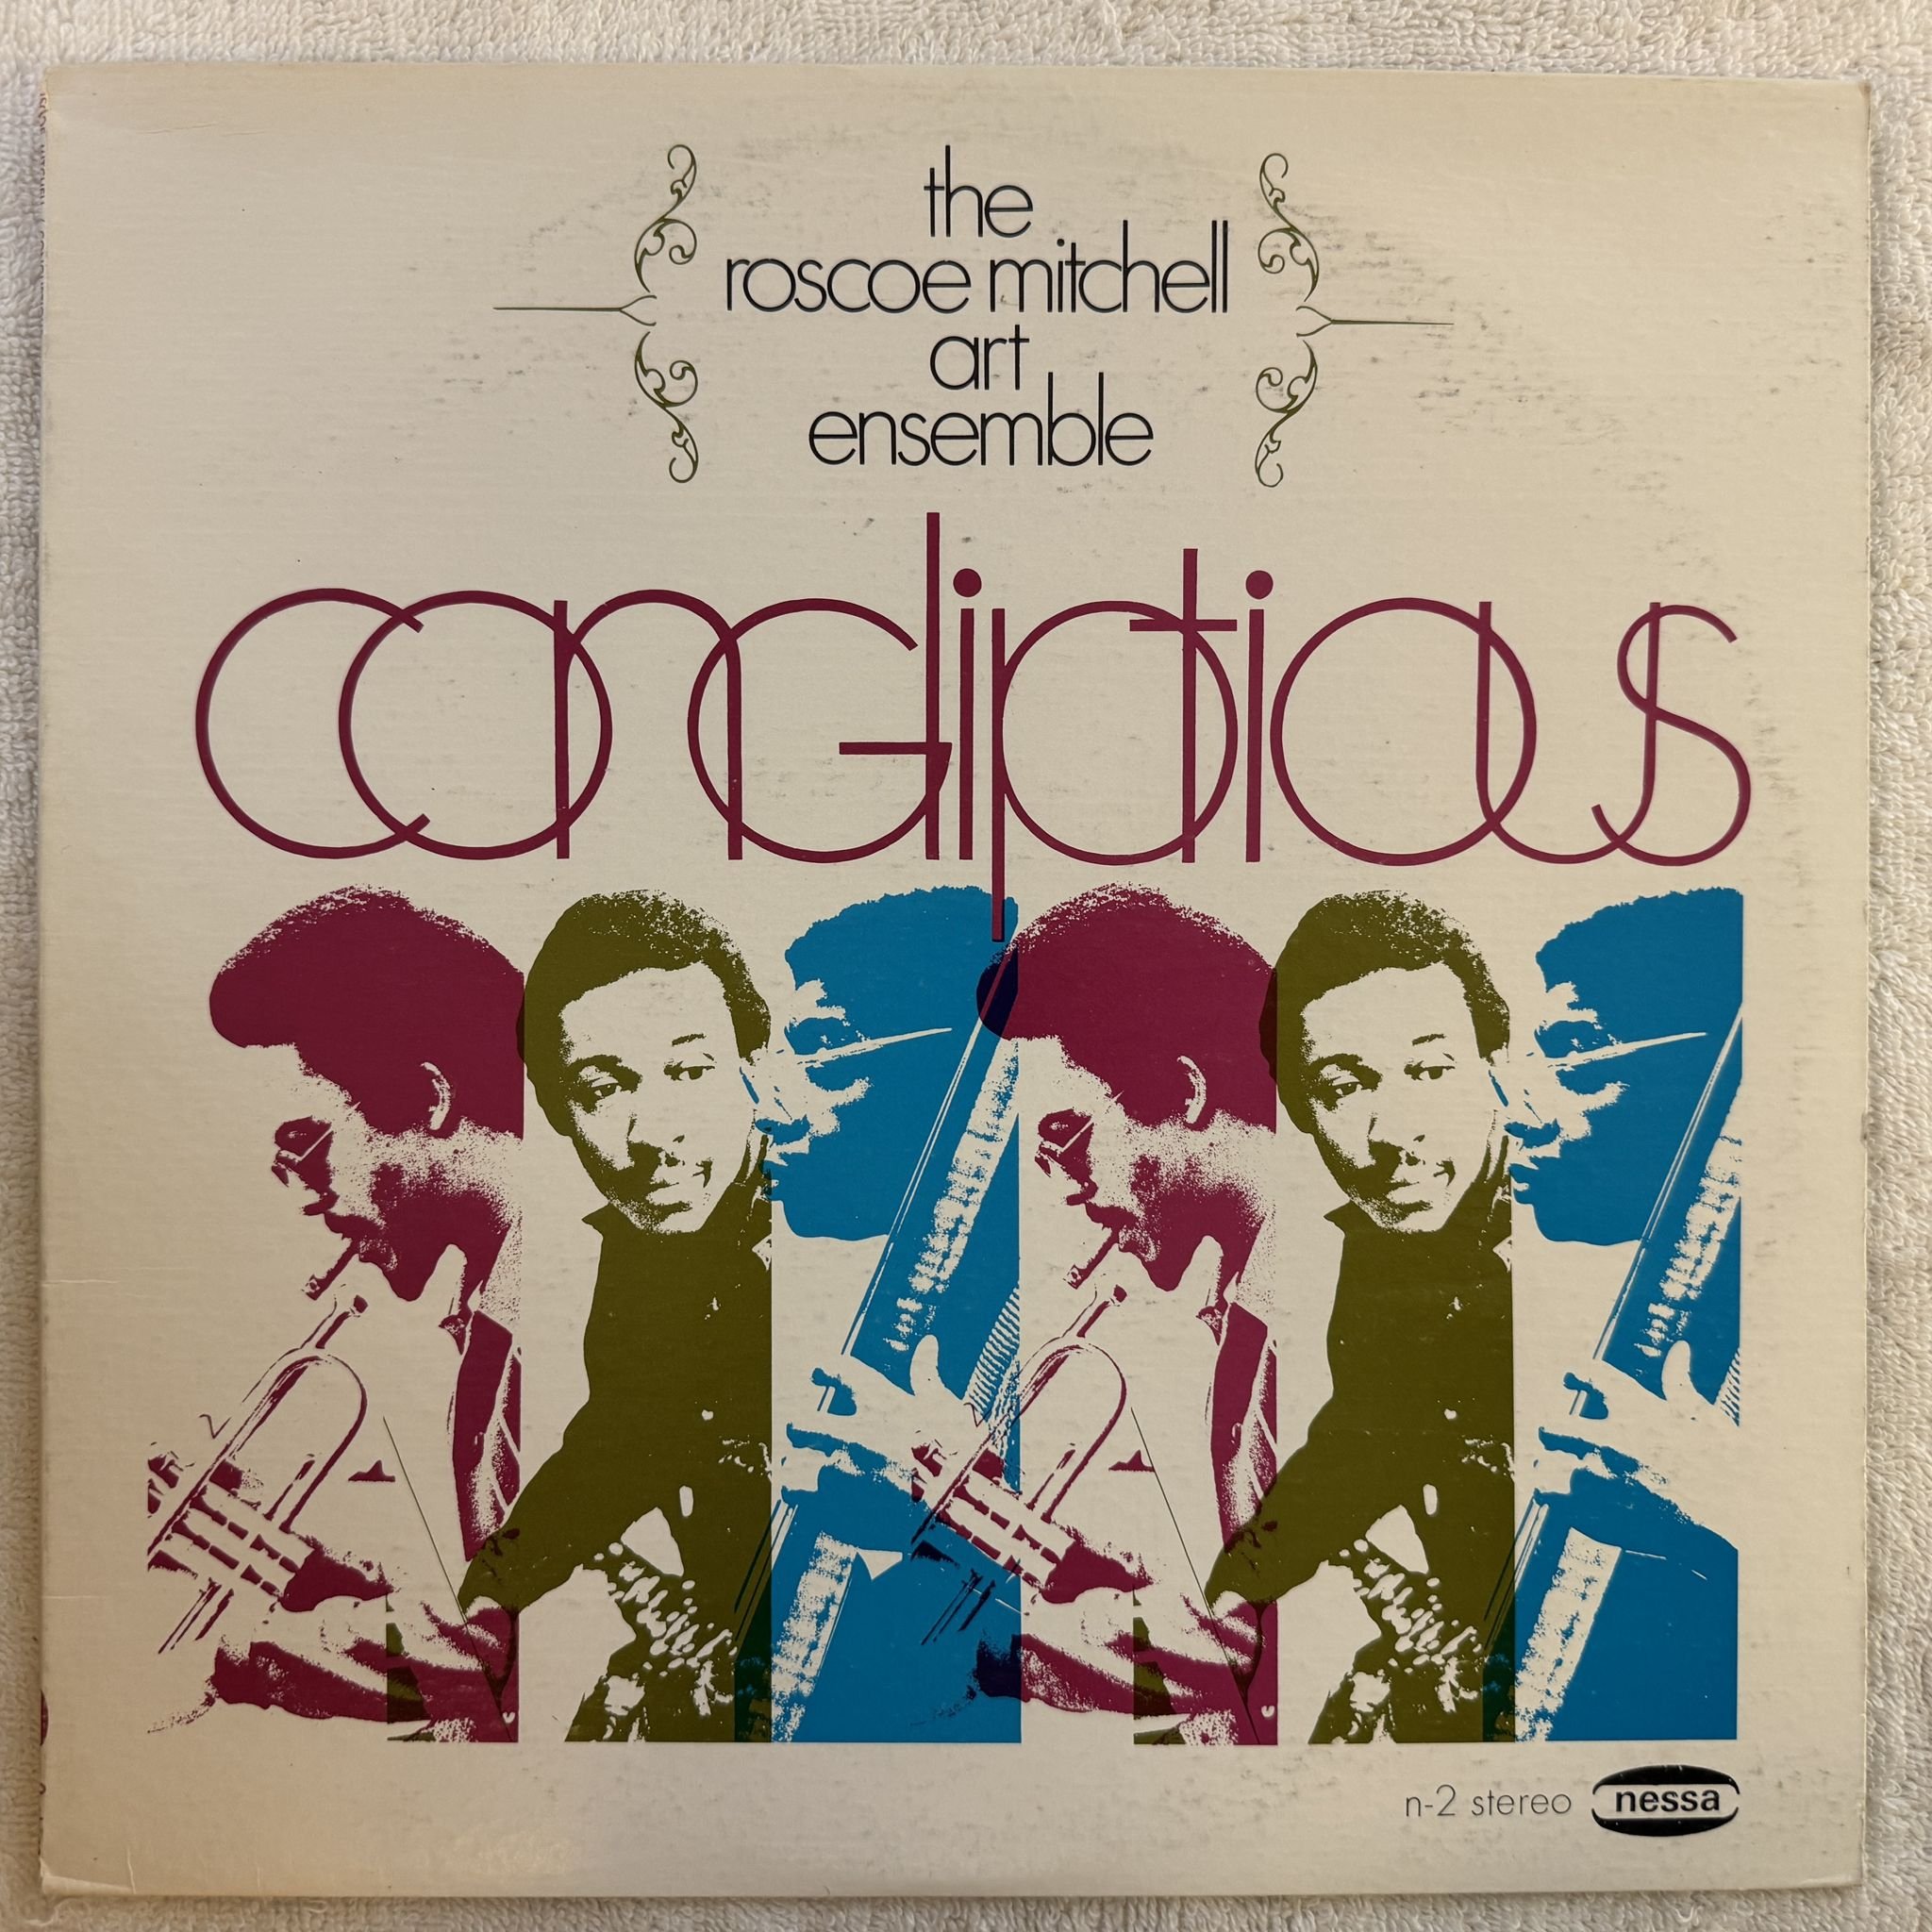 the
roscoe mitchell
art
ensemble
congliptious
n-2 stereo nessa